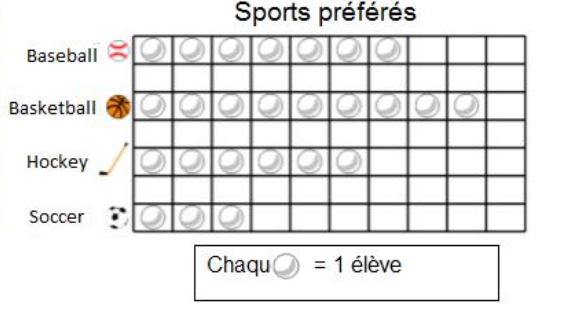 Sports préférés
Baseball
Basketball
Hockey
Soccer
Chaqu = 1 élève